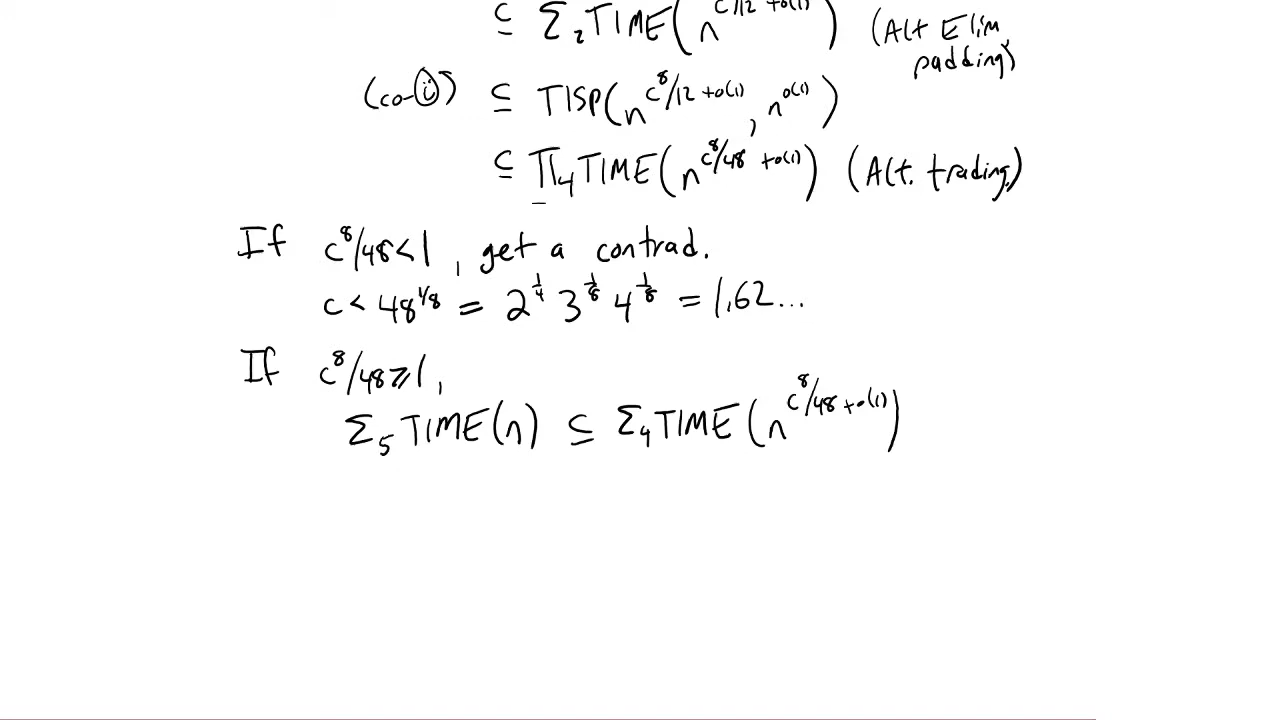 ⊆ Σ₂TIME(n^{c⁴/12 +o(1)}) (Alt Elim, padding)
(co-ⓘ) ⊆ TISP(n^{c⁸/12 +o(1)}, n^{o(1)})
⊆ Π₄TIME(n^{c⁸/48 +o(1)}) (Alt. trading.)
If c⁸/48<1, get a contrad.
c < 48^{1/8} = 2^{1/4} 3^{1/8} 4^{1/8} = 1.62...
If c⁸/48≥1,
Σ₅TIME(n) ⊆ Σ₄TIME(n^{c⁸/48 +o(1)})